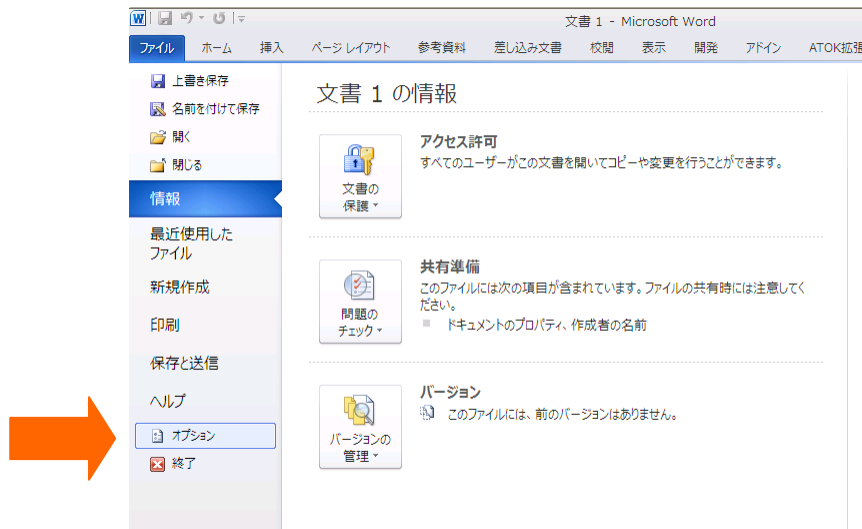 文書 1 - Microsoft Word
ファイル ホーム 挿入 ページ レイアウト 参考資料 差し込み文書 校閲 表示 開発 アドイン ATOK拡張
上書き保存
名前を付けて保存
開く
閉じる
情報
最近使用した
ファイル
新規作成
印刷
保存と送信
ヘルプ
オプション
終了
文書 1 の情報
文書の
保護
アクセス許可
すべてのユーザーがこの文書を開いてコピーや変更を行うことができます。
問題の
チェック
共有準備
このファイルには次の項目が含まれています。ファイルの共有時には注意してく
ださい。
ドキュメントのプロパティ、作成者の名前
バージョンの
管理
バージョン
このファイルには、前のバージョンはありません。